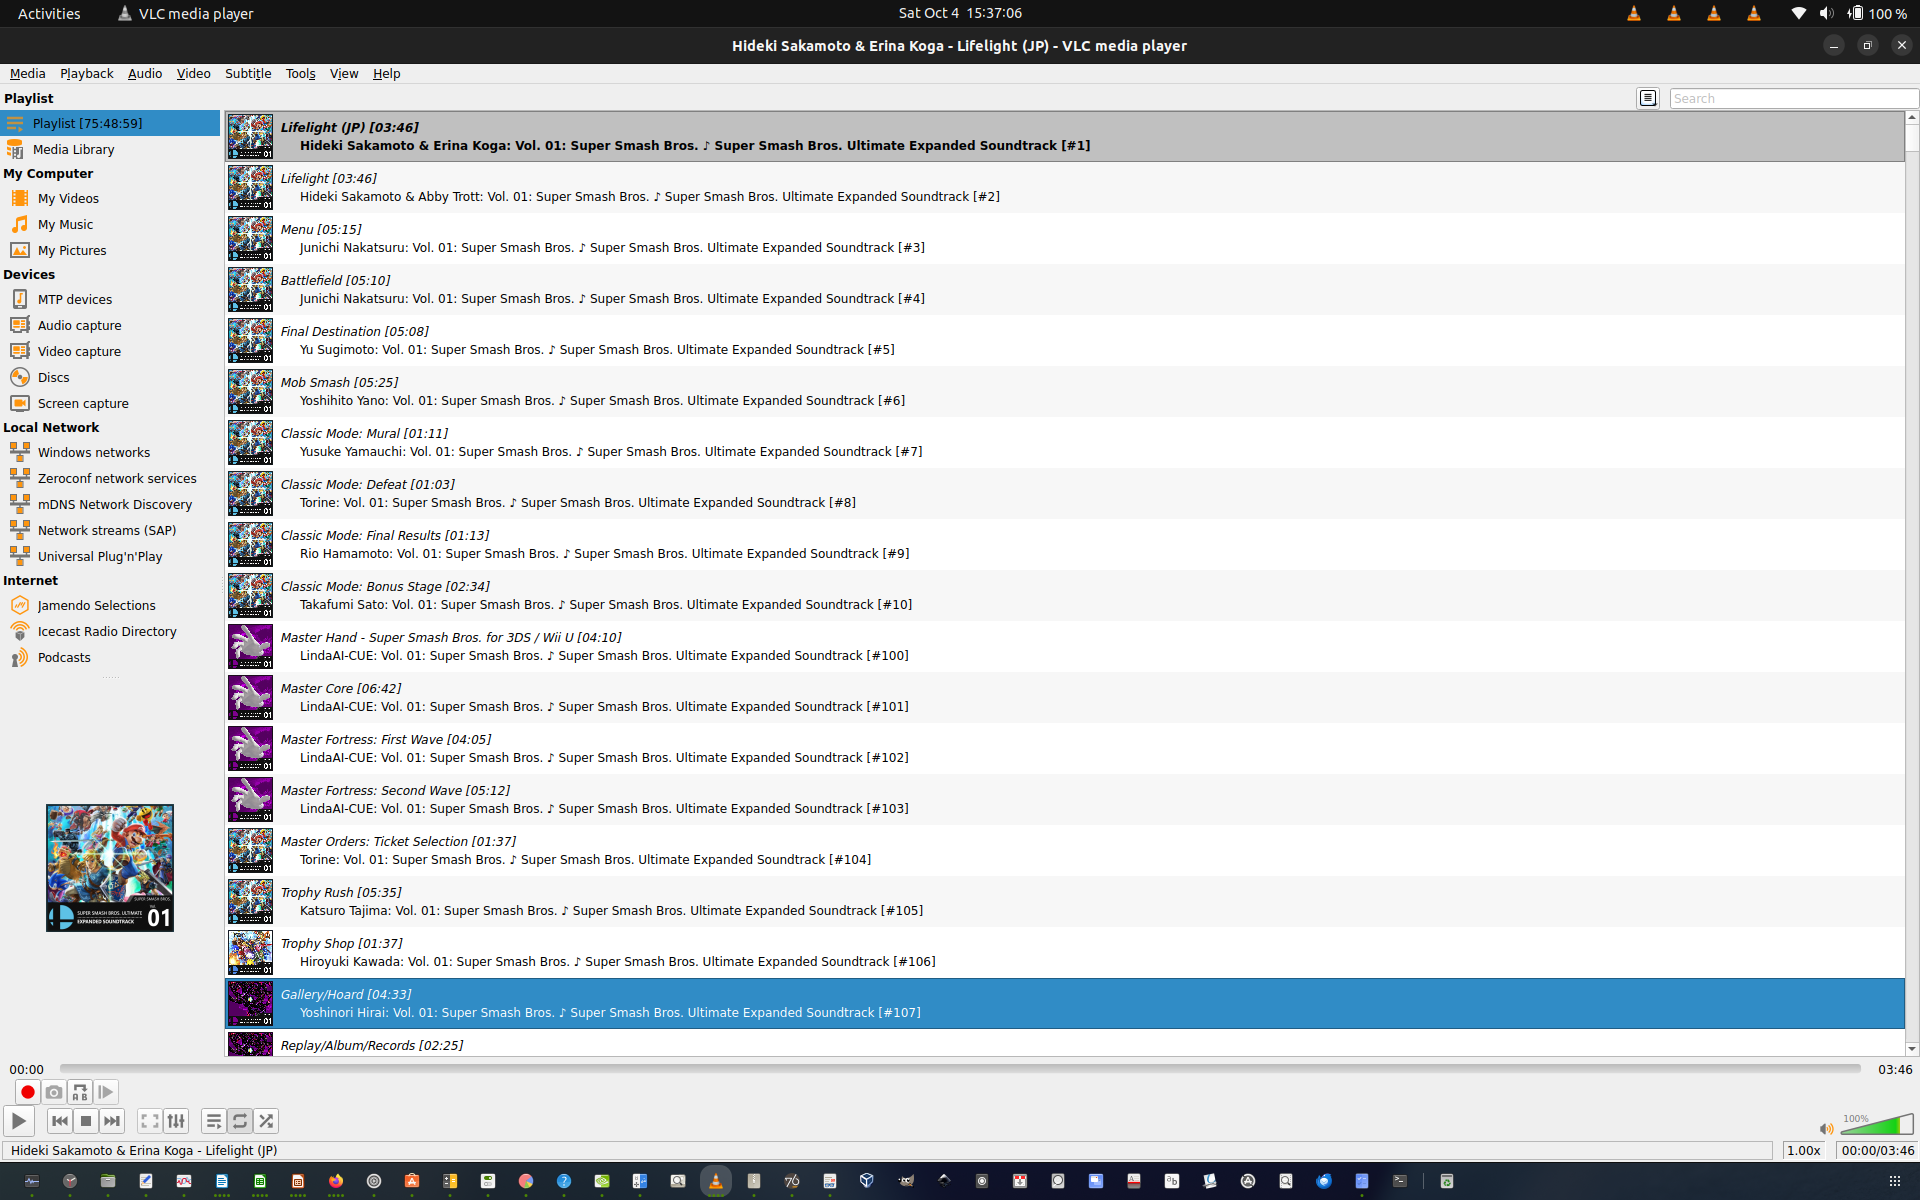 Activities
VLC media player
Sat Oct 4 15:37:06
100 %
Hideki Sakamoto & Erina Koga - Lifelight (JP) - VLC media player
Media Playback Audio Video Subtitle Tools View Help
Playlist
Search
Playlist [75:48:59]
Media Library
My Computer
My Videos
My Music
My Pictures
Devices
MTP devices
Audio capture
Video capture
Discs
Screen capture
Local Network
Windows networks
Zeroconf network services
mDNS Network Discovery
Network streams (SAP)
Universal Plug'n'Play
Internet
Jamendo Selections
Icecast Radio Directory
Podcasts
SUPER SMASH BROS. ULTIMATE
EXPANDED SOUNDTRACK
01
Lifelight (JP) [03:46]
Hideki Sakamoto & Erina Koga: Vol. 01: Super Smash Bros. ♪ Super Smash Bros. Ultimate Expanded Soundtrack [#1]
Lifelight [03:46]
Hideki Sakamoto & Abby Trott: Vol. 01: Super Smash Bros. ♪ Super Smash Bros. Ultimate Expanded Soundtrack [#2]
Menu [05:15]
Junichi Nakatsuru: Vol. 01: Super Smash Bros. ♪ Super Smash Bros. Ultimate Expanded Soundtrack [#3]
Battlefield [05:10]
Junichi Nakatsuru: Vol. 01: Super Smash Bros. ♪ Super Smash Bros. Ultimate Expanded Soundtrack [#4]
Final Destination [05:08]
Yu Sugimoto: Vol. 01: Super Smash Bros. ♪ Super Smash Bros. Ultimate Expanded Soundtrack [#5]
Mob Smash [05:25]
Yoshihito Yano: Vol. 01: Super Smash Bros. ♪ Super Smash Bros. Ultimate Expanded Soundtrack [#6]
Classic Mode: Mural [01:11]
Yusuke Yamauchi: Vol. 01: Super Smash Bros. ♪ Super Smash Bros. Ultimate Expanded Soundtrack [#7]
Classic Mode: Defeat [01:03]
Torine: Vol. 01: Super Smash Bros. ♪ Super Smash Bros. Ultimate Expanded Soundtrack [#8]
Classic Mode: Final Results [01:13]
Rio Hamamoto: Vol. 01: Super Smash Bros. ♪ Super Smash Bros. Ultimate Expanded Soundtrack [#9]
Classic Mode: Bonus Stage [02:34]
Takafumi Sato: Vol. 01: Super Smash Bros. ♪ Super Smash Bros. Ultimate Expanded Soundtrack [#10]
Master Hand - Super Smash Bros. for 3DS / Wii U [04:10]
LindaAI-CUE: Vol. 01: Super Smash Bros. ♪ Super Smash Bros. Ultimate Expanded Soundtrack [#100]
Master Core [06:42]
LindaAI-CUE: Vol. 01: Super Smash Bros. ♪ Super Smash Bros. Ultimate Expanded Soundtrack [#101]
Master Fortress: First Wave [04:05]
LindaAI-CUE: Vol. 01: Super Smash Bros. ♪ Super Smash Bros. Ultimate Expanded Soundtrack [#102]
Master Fortress: Second Wave [05:12]
LindaAI-CUE: Vol. 01: Super Smash Bros. ♪ Super Smash Bros. Ultimate Expanded Soundtrack [#103]
Master Orders: Ticket Selection [01:37]
Torine: Vol. 01: Super Smash Bros. ♪ Super Smash Bros. Ultimate Expanded Soundtrack [#104]
Trophy Rush [05:35]
Katsuro Tajima: Vol. 01: Super Smash Bros. ♪ Super Smash Bros. Ultimate Expanded Soundtrack [#105]
Trophy Shop [01:37]
Hiroyuki Kawada: Vol. 01: Super Smash Bros. ♪ Super Smash Bros. Ultimate Expanded Soundtrack [#106]
Gallery/Hoard [04:33]
Yoshinori Hirai: Vol. 01: Super Smash Bros. ♪ Super Smash Bros. Ultimate Expanded Soundtrack [#107]
Replay/Album/Records [02:25]
00:00
03:46
100%
Hideki Sakamoto & Erina Koga - Lifelight (JP)
1.00x
00:00/03:46